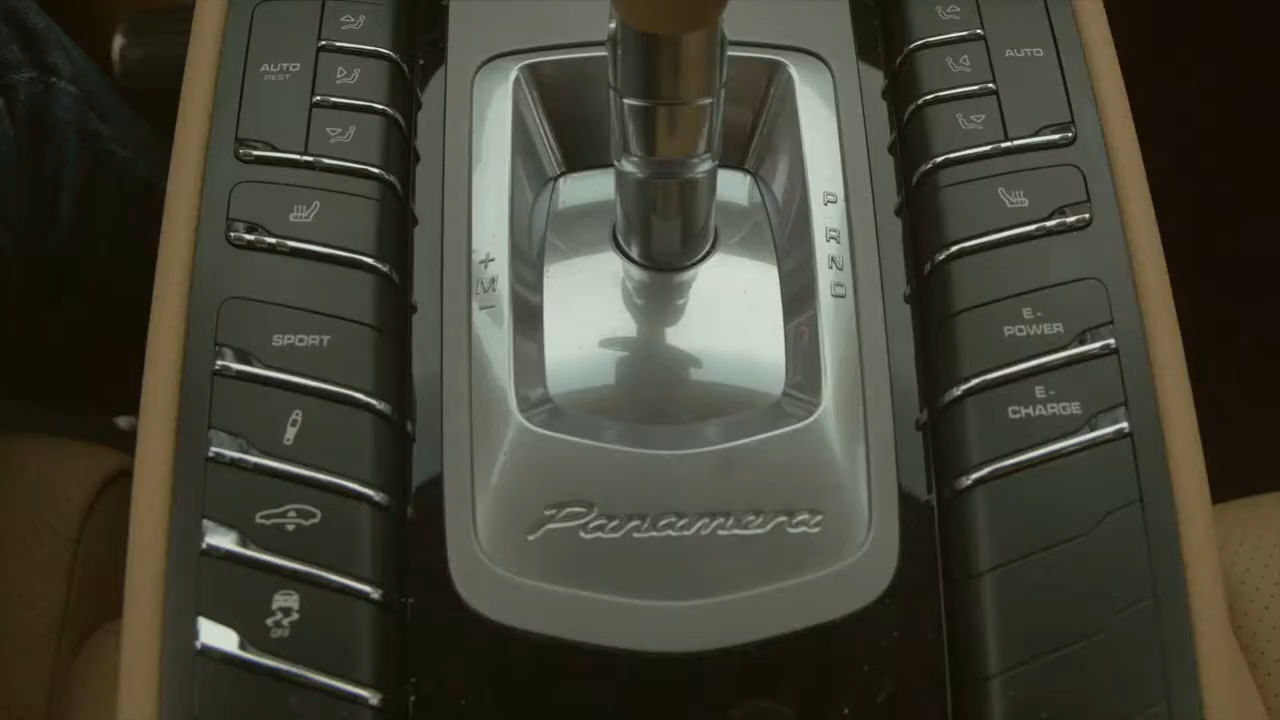 AUTO
REST
AUTO
P
R
N
D
+
M
-
SPORT
E-
POWER
E-
CHARGE
Panamera
OFF